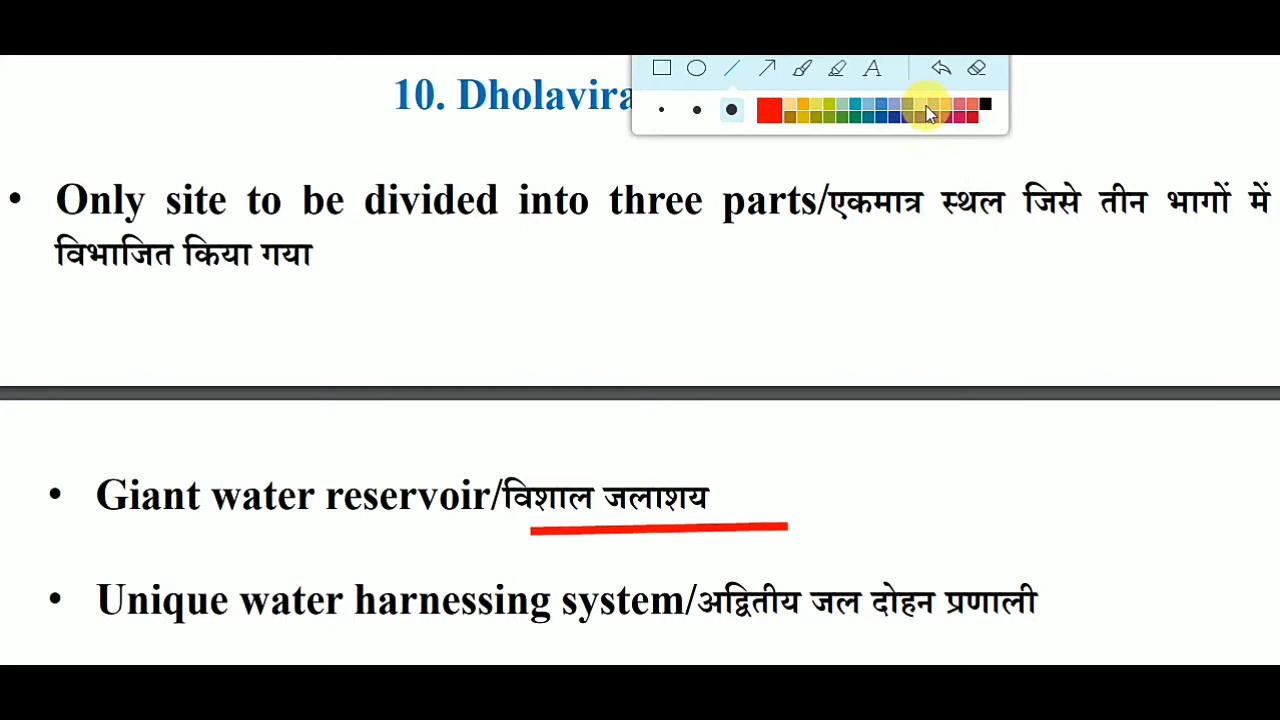 10. Dholavira
• Only site to be divided into three parts/एकमात्र स्थल जिसे तीन भागों में
विभाजित किया गया
• Giant water reservoir/विशाल जलाशय
• Unique water harnessing system/अद्वितीय जल दोहन प्रणाली